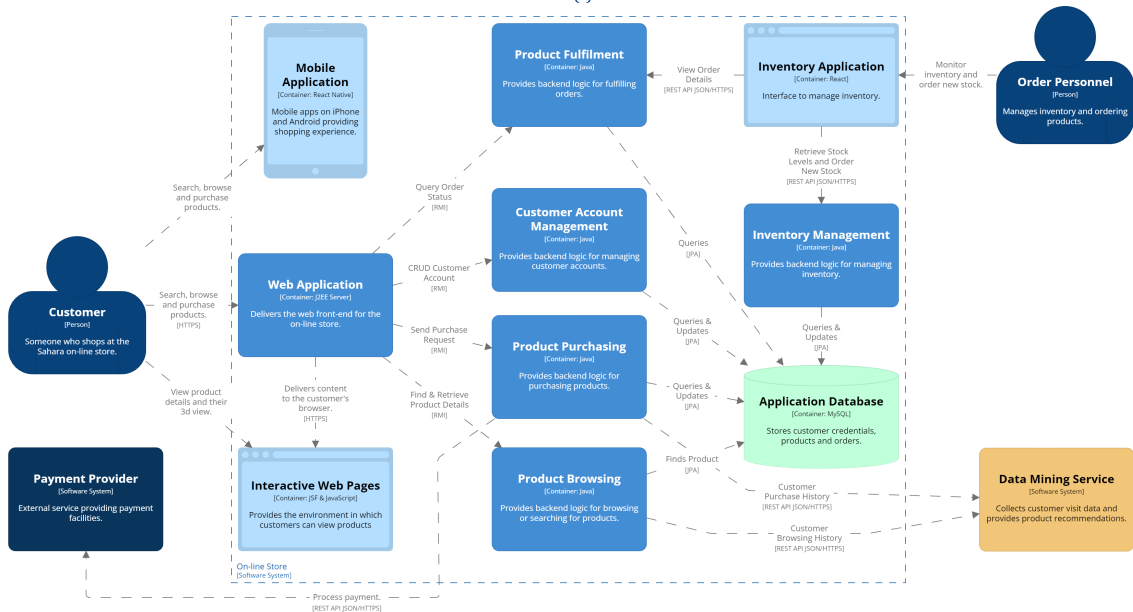 Mobile
Application
[Container: React Native]
Mobile apps on iPhone
and Android providing
shopping experience.
Product Fulfilment
[Container: Java]
Provides backend logic for fulfilling
orders.
View Order
Details
[REST API JSON/HTTPS]
Inventory Application
[Container: React]
Interface to manage inventory.
Monitor
inventory and
order new stock.
Order Personnel
[Person]
Manages inventory and ordering
products.
Search, browse
and purchase
products.
Query Order
Status
[RMI]
Retrieve Stock
Levels and Order
New Stock
[REST API JSON/HTTPS]
Customer Account
Management
[Container: Java]
Provides backend logic for managing
customer accounts.
Queries
[JPA]
Inventory Management
[Container: Java]
Provides backend logic for managing
inventory.
Customer
[Person]
Someone who shops at the
Sahara on-line store.
Search, browse
and purchase
products.
[HTTPS]
Web Application
[Container: J2EE Server]
Delivers the web front-end for the
on-line store.
CRUD Customer
Account
[RMI]
Send Purchase
Request
[RMI]
Product Purchasing
[Container: Java]
Provides backend logic for
purchasing products.
Queries &
Updates
[JPA]
Queries &
Updates
[JPA]
Queries &
Updates
[JPA]
Application Database
[Container: MySQL]
Stores customer credentials,
products and orders.
View product
details and their
3d view.
Delivers content
to the customer's
browser.
[HTTPS]
Find & Retrieve
Product Details
[RMI]
Payment Provider
[Software System]
External service providing payment
facilities.
Interactive Web Pages
[Container: JSF & JavaScript]
Provides the environment in which
customers can view products
Product Browsing
[Container: Java]
Provides backend logic for browsing
or searching for products.
Finds Product
[JPA]
Customer
Purchase History
[REST API JSON/HTTPS]
Customer
Browsing History
[REST API JSON/HTTPS]
Data Mining Service
[Software System]
Collects customer visit data and
provides product recommendations.
On-line Store
[Software System]
Process payment.
[REST API JSON/HTTPS]